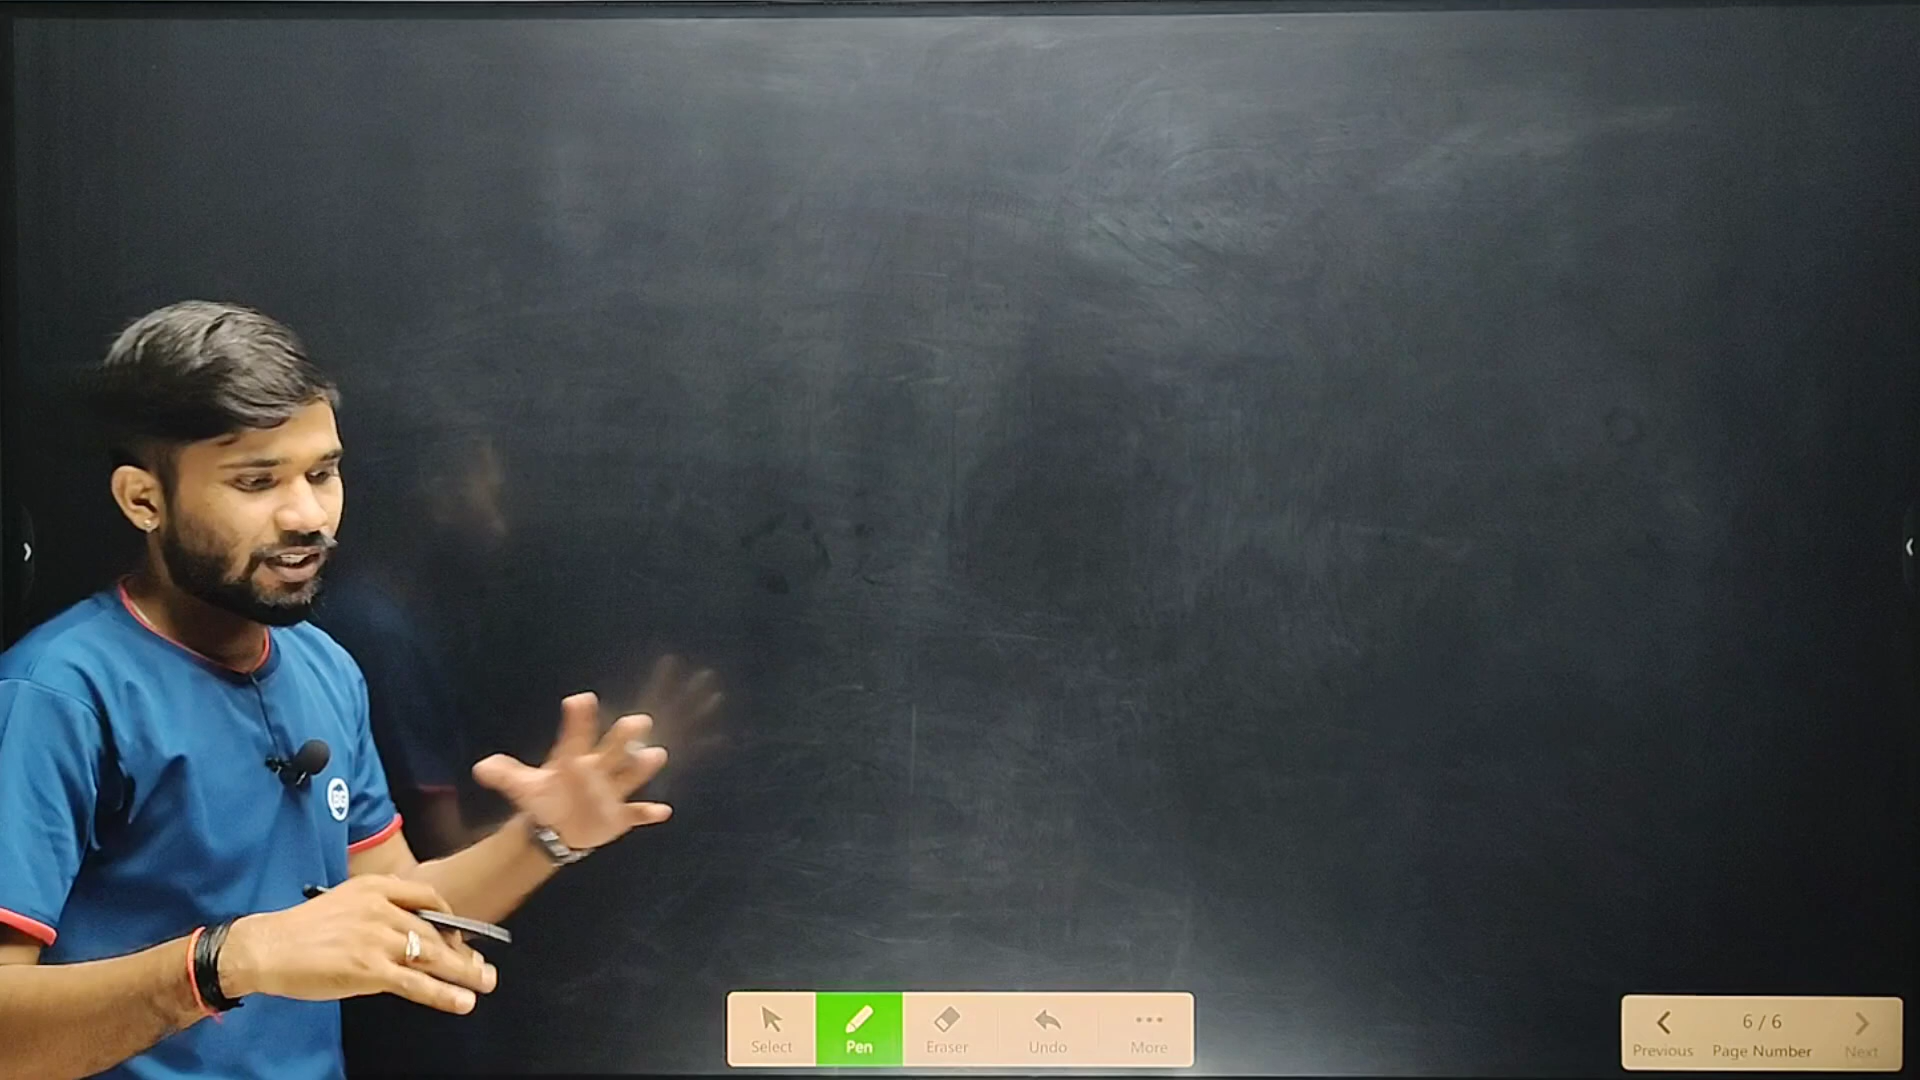 Select
Pen
Eraser
Undo
More
6 / 6
Previous
Page Number
Next